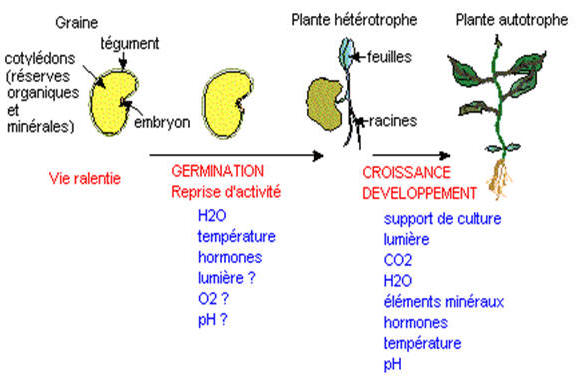 Graine
tégument
cotylédons
(réserves
organiques
et
minérales)
embryon
Plante hétérotrophe
feuilles
racines
Plante autotrophe
Vie ralentie
GERMINATION
Reprise d'activité
H2O
température
hormones
lumière ?
O2 ?
pH ?
CROISSANCE
DEVELOPPEMENT
support de culture
lumière
CO2
H2O
éléments minéraux
hormones
température
pH